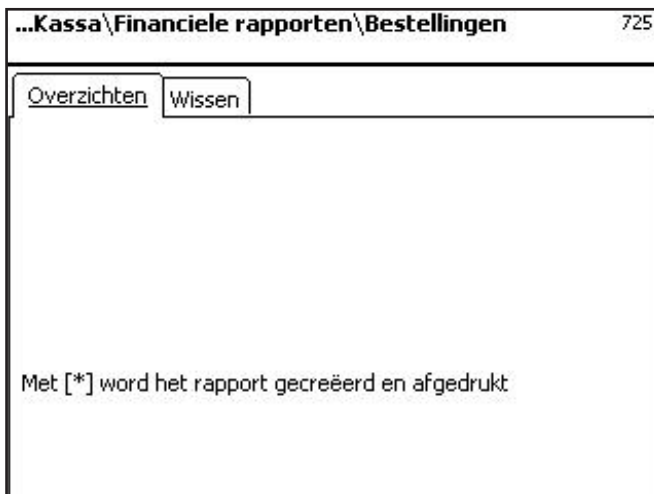 ...Kassa\Financiele rapporten\Bestellingen 725
Overzichten Wissen
Met [*] word het rapport gecreëerd en afgedrukt